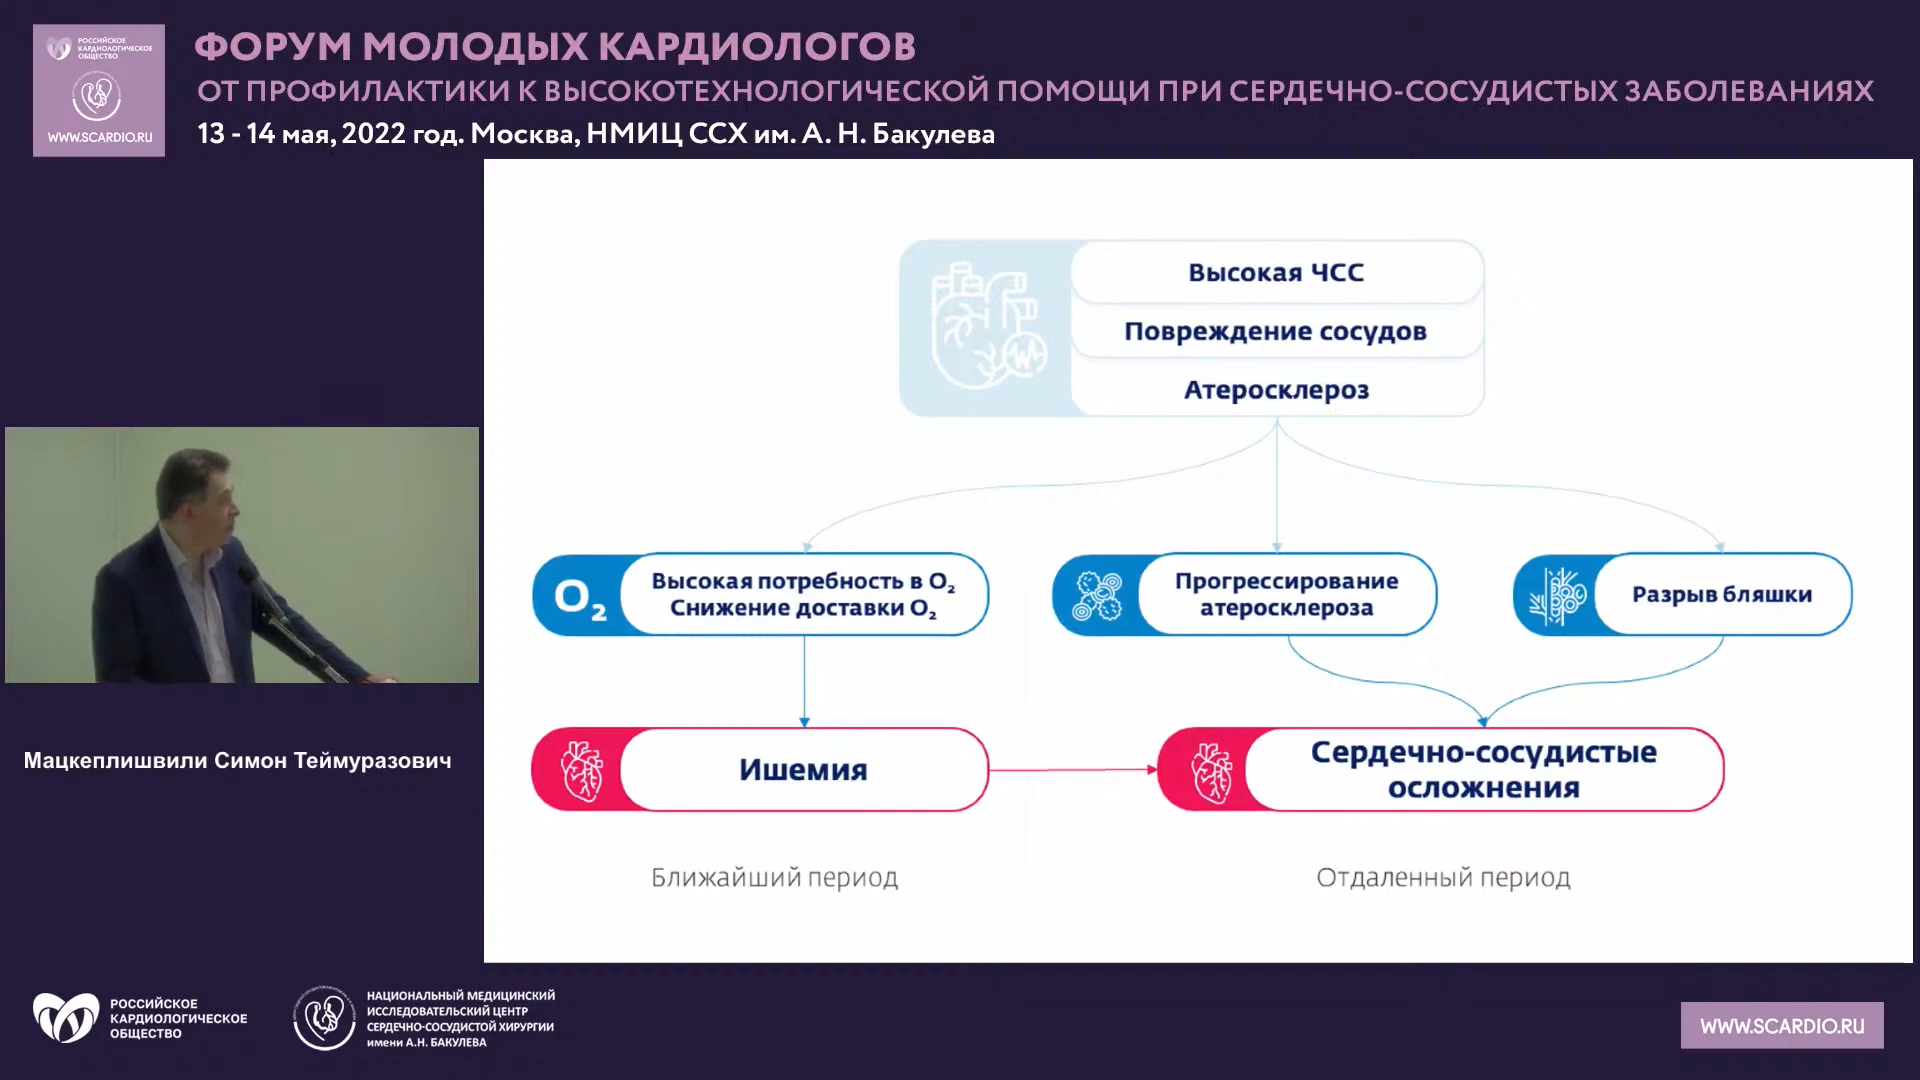 РОССИЙСКОЕ
КАРДИОЛОГИЧЕСКОЕ
ОБЩЕСТВО
WWW.SCARDIO.RU
ФОРУМ МОЛОДЫХ КАРДИОЛОГОВ
ОТ ПРОФИЛАКТИКИ К ВЫСОКОТЕХНОЛОГИЧЕСКОЙ ПОМОЩИ ПРИ СЕРДЕЧНО-СОСУДИСТЫХ ЗАБОЛЕВАНИЯХ
13 - 14 мая, 2022 год. Москва, НМИЦ ССХ им. А. Н. Бакулева
Высокая ЧСС
Повреждение сосудов
Атеросклероз
O₂
Высокая потребность в O₂
Снижение доставки O₂
Прогрессирование
атеросклероза
Разрыв бляшки
Ишемия
Сердечно-сосудистые
осложнения
Ближайший период
Отдаленный период
Мацкеплишвили Симон Теймуразович
РОССИЙСКОЕ
КАРДИОЛОГИЧЕСКОЕ
ОБЩЕСТВО
НАЦИОНАЛЬНЫЙ МЕДИЦИНСКИЙ
ИССЛЕДОВАТЕЛЬСКИЙ ЦЕНТР
СЕРДЕЧНО-СОСУДИСТОЙ ХИРУРГИИ
имени А.Н. БАКУЛЕВА
WWW.SCARDIO.RU